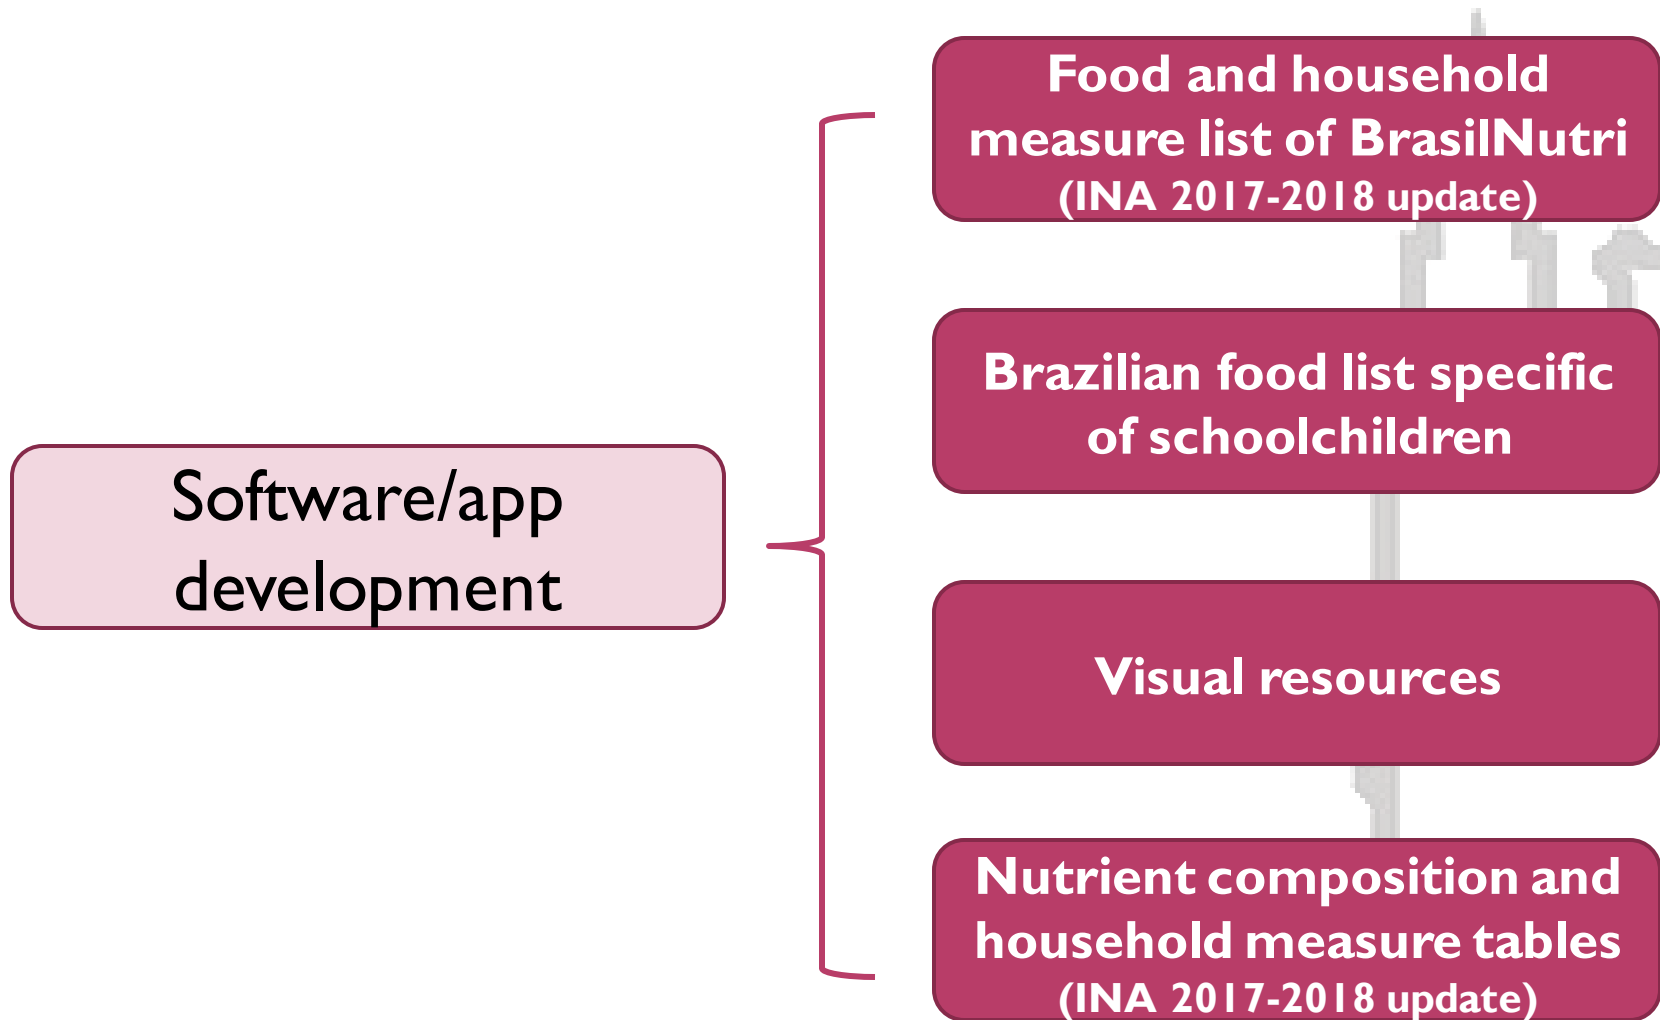 Food and household
measure list of BrasilNutri
(INA 2017-2018 update)
Brazilian food list specific
of schoolchildren
Software/app
development
Visual resources
Nutrient composition and
household measure tables
(INA 2017-2018 update)